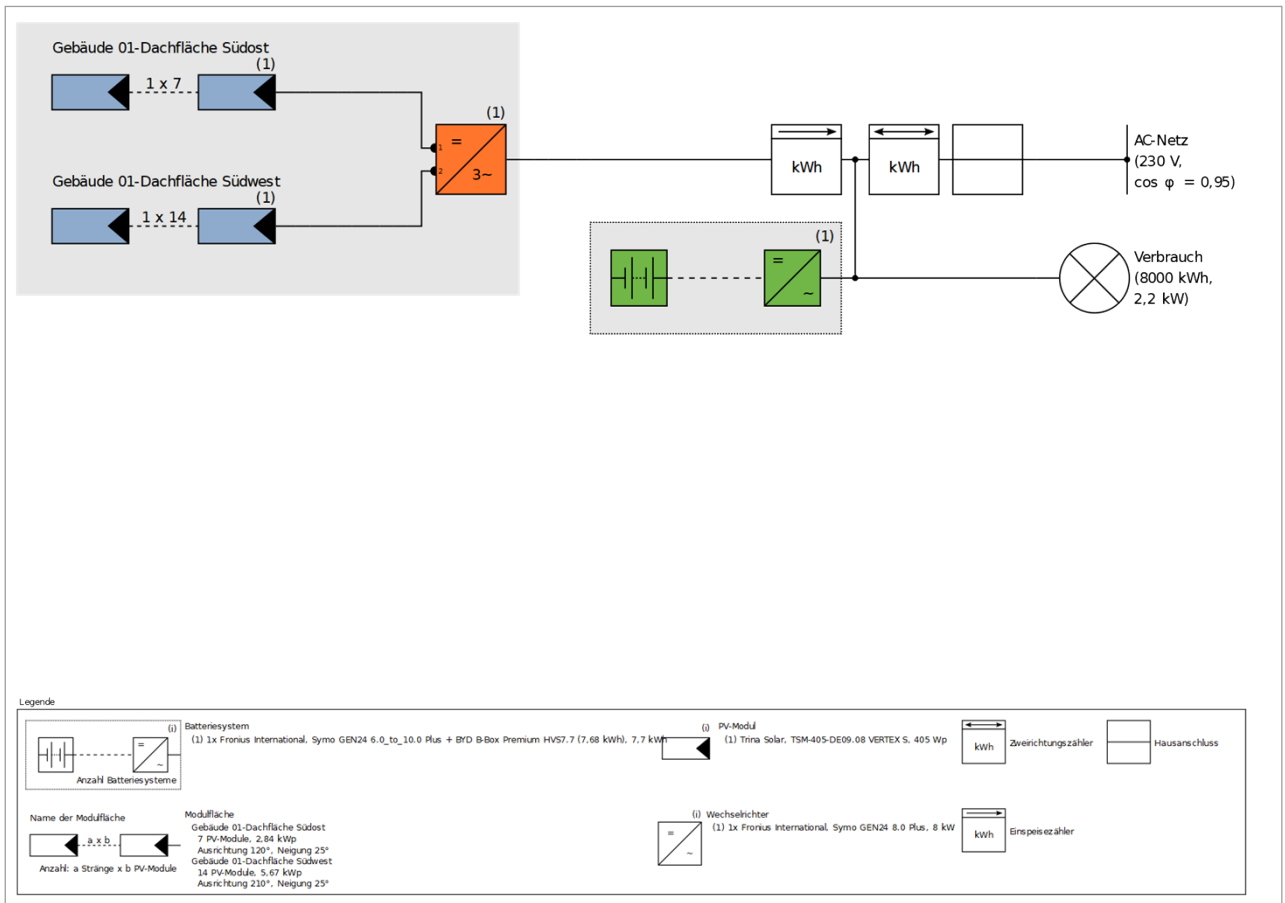 Gebäude 01-Dachfläche Südost
(1)
1 x 7
(1)
1
=
2
3~
Gebäude 01-Dachfläche Südwest
(1)
1 x 14
kWh
kWh
AC-Netz
(230 V,
cos φ = 0,95)
(1)
=
~
Verbrauch
(8000 kWh,
2,2 kW)
Legende
(i)
=
~
Anzahl Batteriesysteme
Batteriesystem
(1) 1x Fronius International, Symo GEN24 6.0_to_10.0 Plus + BYD B-Box Premium HVS7.7 (7,68 kWh), 7,7 kWh
(i) PV-Modul
(1) Trina Solar, TSM-405-DE09.08 VERTEX S, 405 Wp
kWh
Zweirichtungszähler
Hausanschluss
Name der Modulfläche
a x b
Anzahl: a Stränge x b PV-Module
Modulfläche
Gebäude 01-Dachfläche Südost
7 PV-Module, 2,84 kWp
Ausrichtung 120°, Neigung 25°
Gebäude 01-Dachfläche Südwest
14 PV-Module, 5,67 kWp
Ausrichtung 210°, Neigung 25°
(i) Wechselrichter
(1) 1x Fronius International, Symo GEN24 8.0 Plus, 8 kW
=
~
kWh
Einspeisezähler